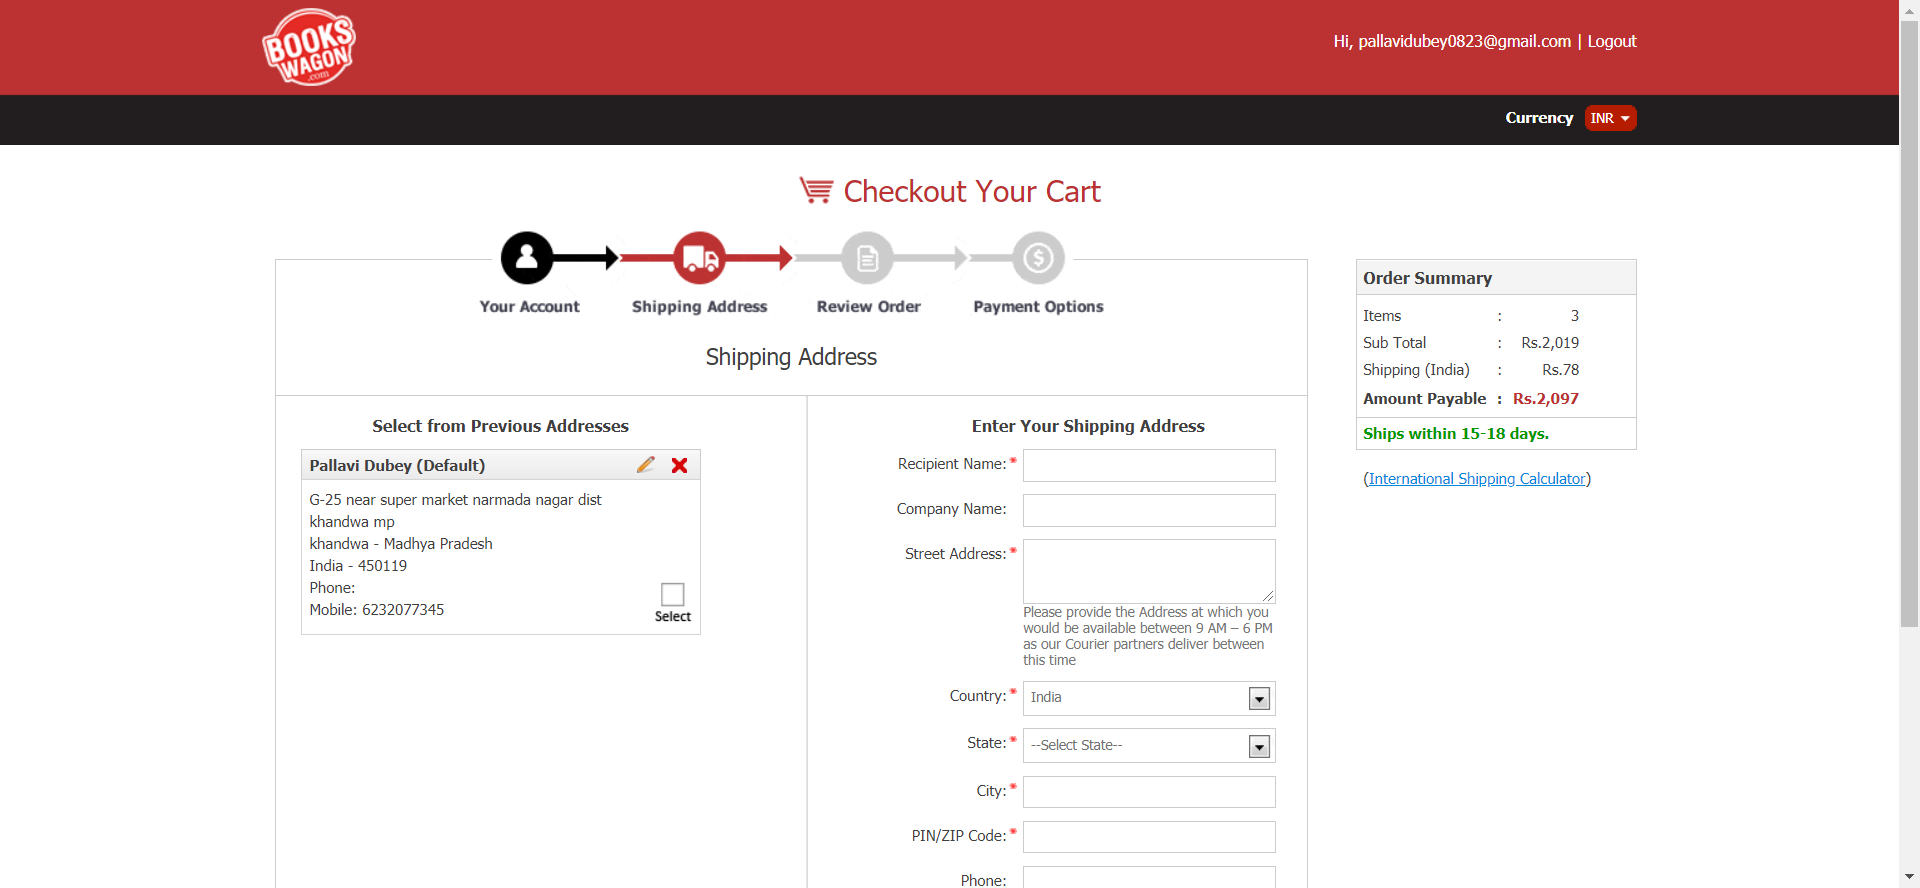 BOOKS
WAGON
.com
Hi, pallavidubey0823@gmail.com | Logout
Currency INR
Checkout Your Cart
Your Account
Shipping Address
Review Order
Payment Options
Shipping Address
Select from Previous Addresses
Pallavi Dubey (Default)
G-25 near super market narmada nagar dist
khandwa mp
khandwa - Madhya Pradesh
India - 450119
Phone:
Mobile: 6232077345
Select
Enter Your Shipping Address
Recipient Name:*
Company Name:
Street Address:*
Please provide the Address at which you
would be available between 9 AM – 6 PM
as our Courier partners deliver between
this time
Country:* India
State:* --Select State--
City:*
PIN/ZIP Code:*
Phone:
Order Summary
Items : 3
Sub Total : Rs.2,019
Shipping (India) : Rs.78
Amount Payable : Rs.2,097
Ships within 15-18 days.
(International Shipping Calculator)